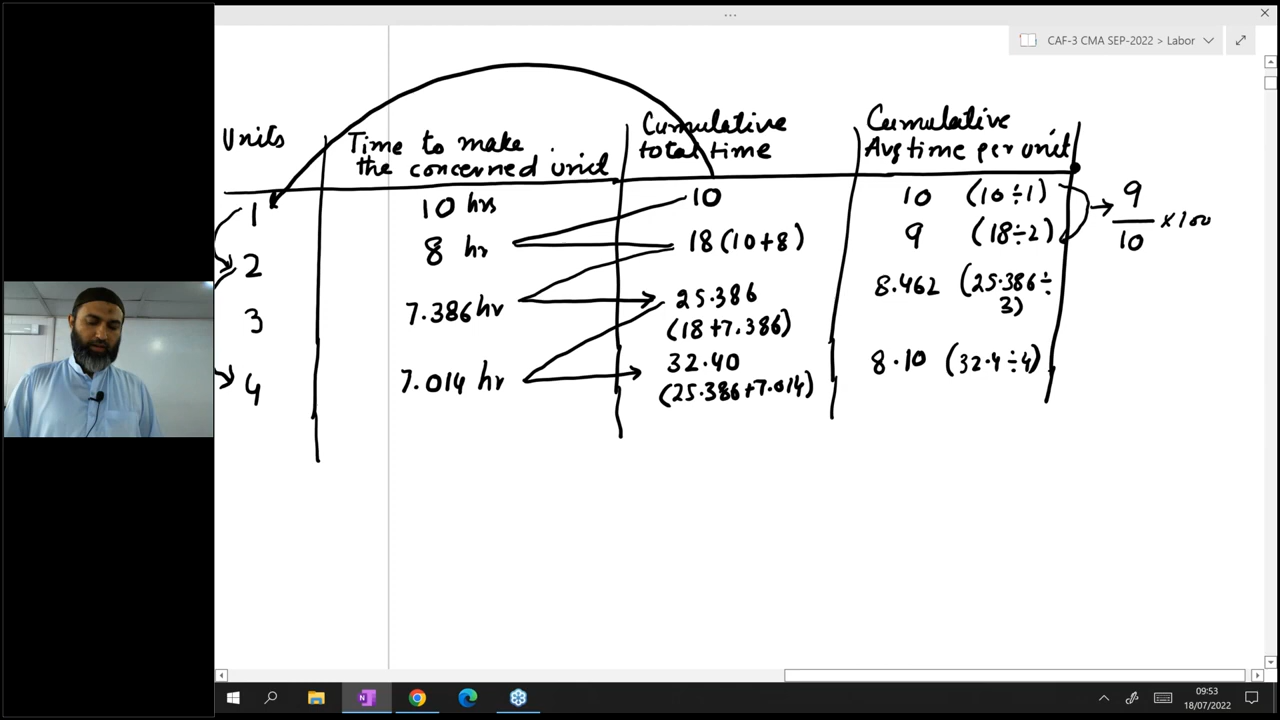 CAF-3 CMA SEP-2022 > Labor
Units
Time to make
the concerned unit
Cumulative
total time
Cumulative
Avg time per unit
1
10 hrs
10
10 (10÷1)
9
10
×100
2
8 hr
18 (10+8)
9 (18÷2)
3
7.386 hr
25.386
(18+7.386)
8.462 (25.386÷
3)
4
7.014 hr
32.40
(25.386+7.014)
8.10 (32.4÷4)
09:53
18/07/2022